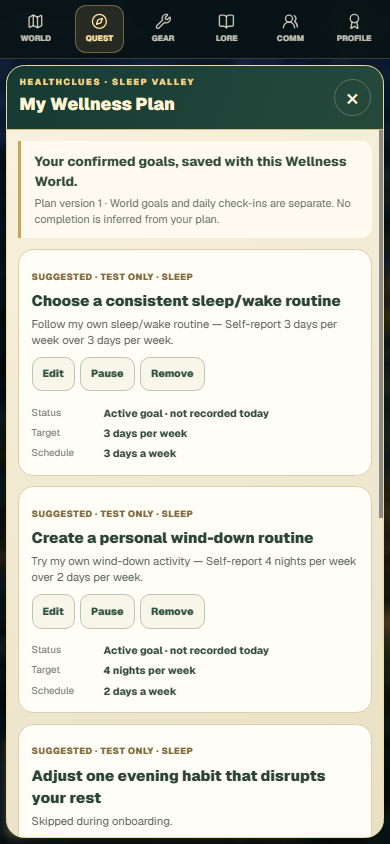 WORLD
QUEST
GEAR
LORE
COMM
PROFILE
HEALTHCLUES · SLEEP VALLEY
My Wellness Plan
×
Your confirmed goals, saved with this Wellness
World.
Plan version 1 · World goals and daily check-ins are separate. No
completion is inferred from your plan.
SUGGESTED · TEST ONLY · SLEEP
Choose a consistent sleep/wake routine
Follow my own sleep/wake routine — Self-report 3 days per
week over 3 days per week.
Edit
Pause
Remove
Status Active goal · not recorded today
Target 3 days per week
Schedule 3 days a week
SUGGESTED · TEST ONLY · SLEEP
Create a personal wind-down routine
Try my own wind-down activity — Self-report 4 nights per week
over 2 days per week.
Edit
Pause
Remove
Status Active goal · not recorded today
Target 4 nights per week
Schedule 2 days a week
SUGGESTED · TEST ONLY · SLEEP
Adjust one evening habit that disrupts
your rest
Skipped during onboarding.